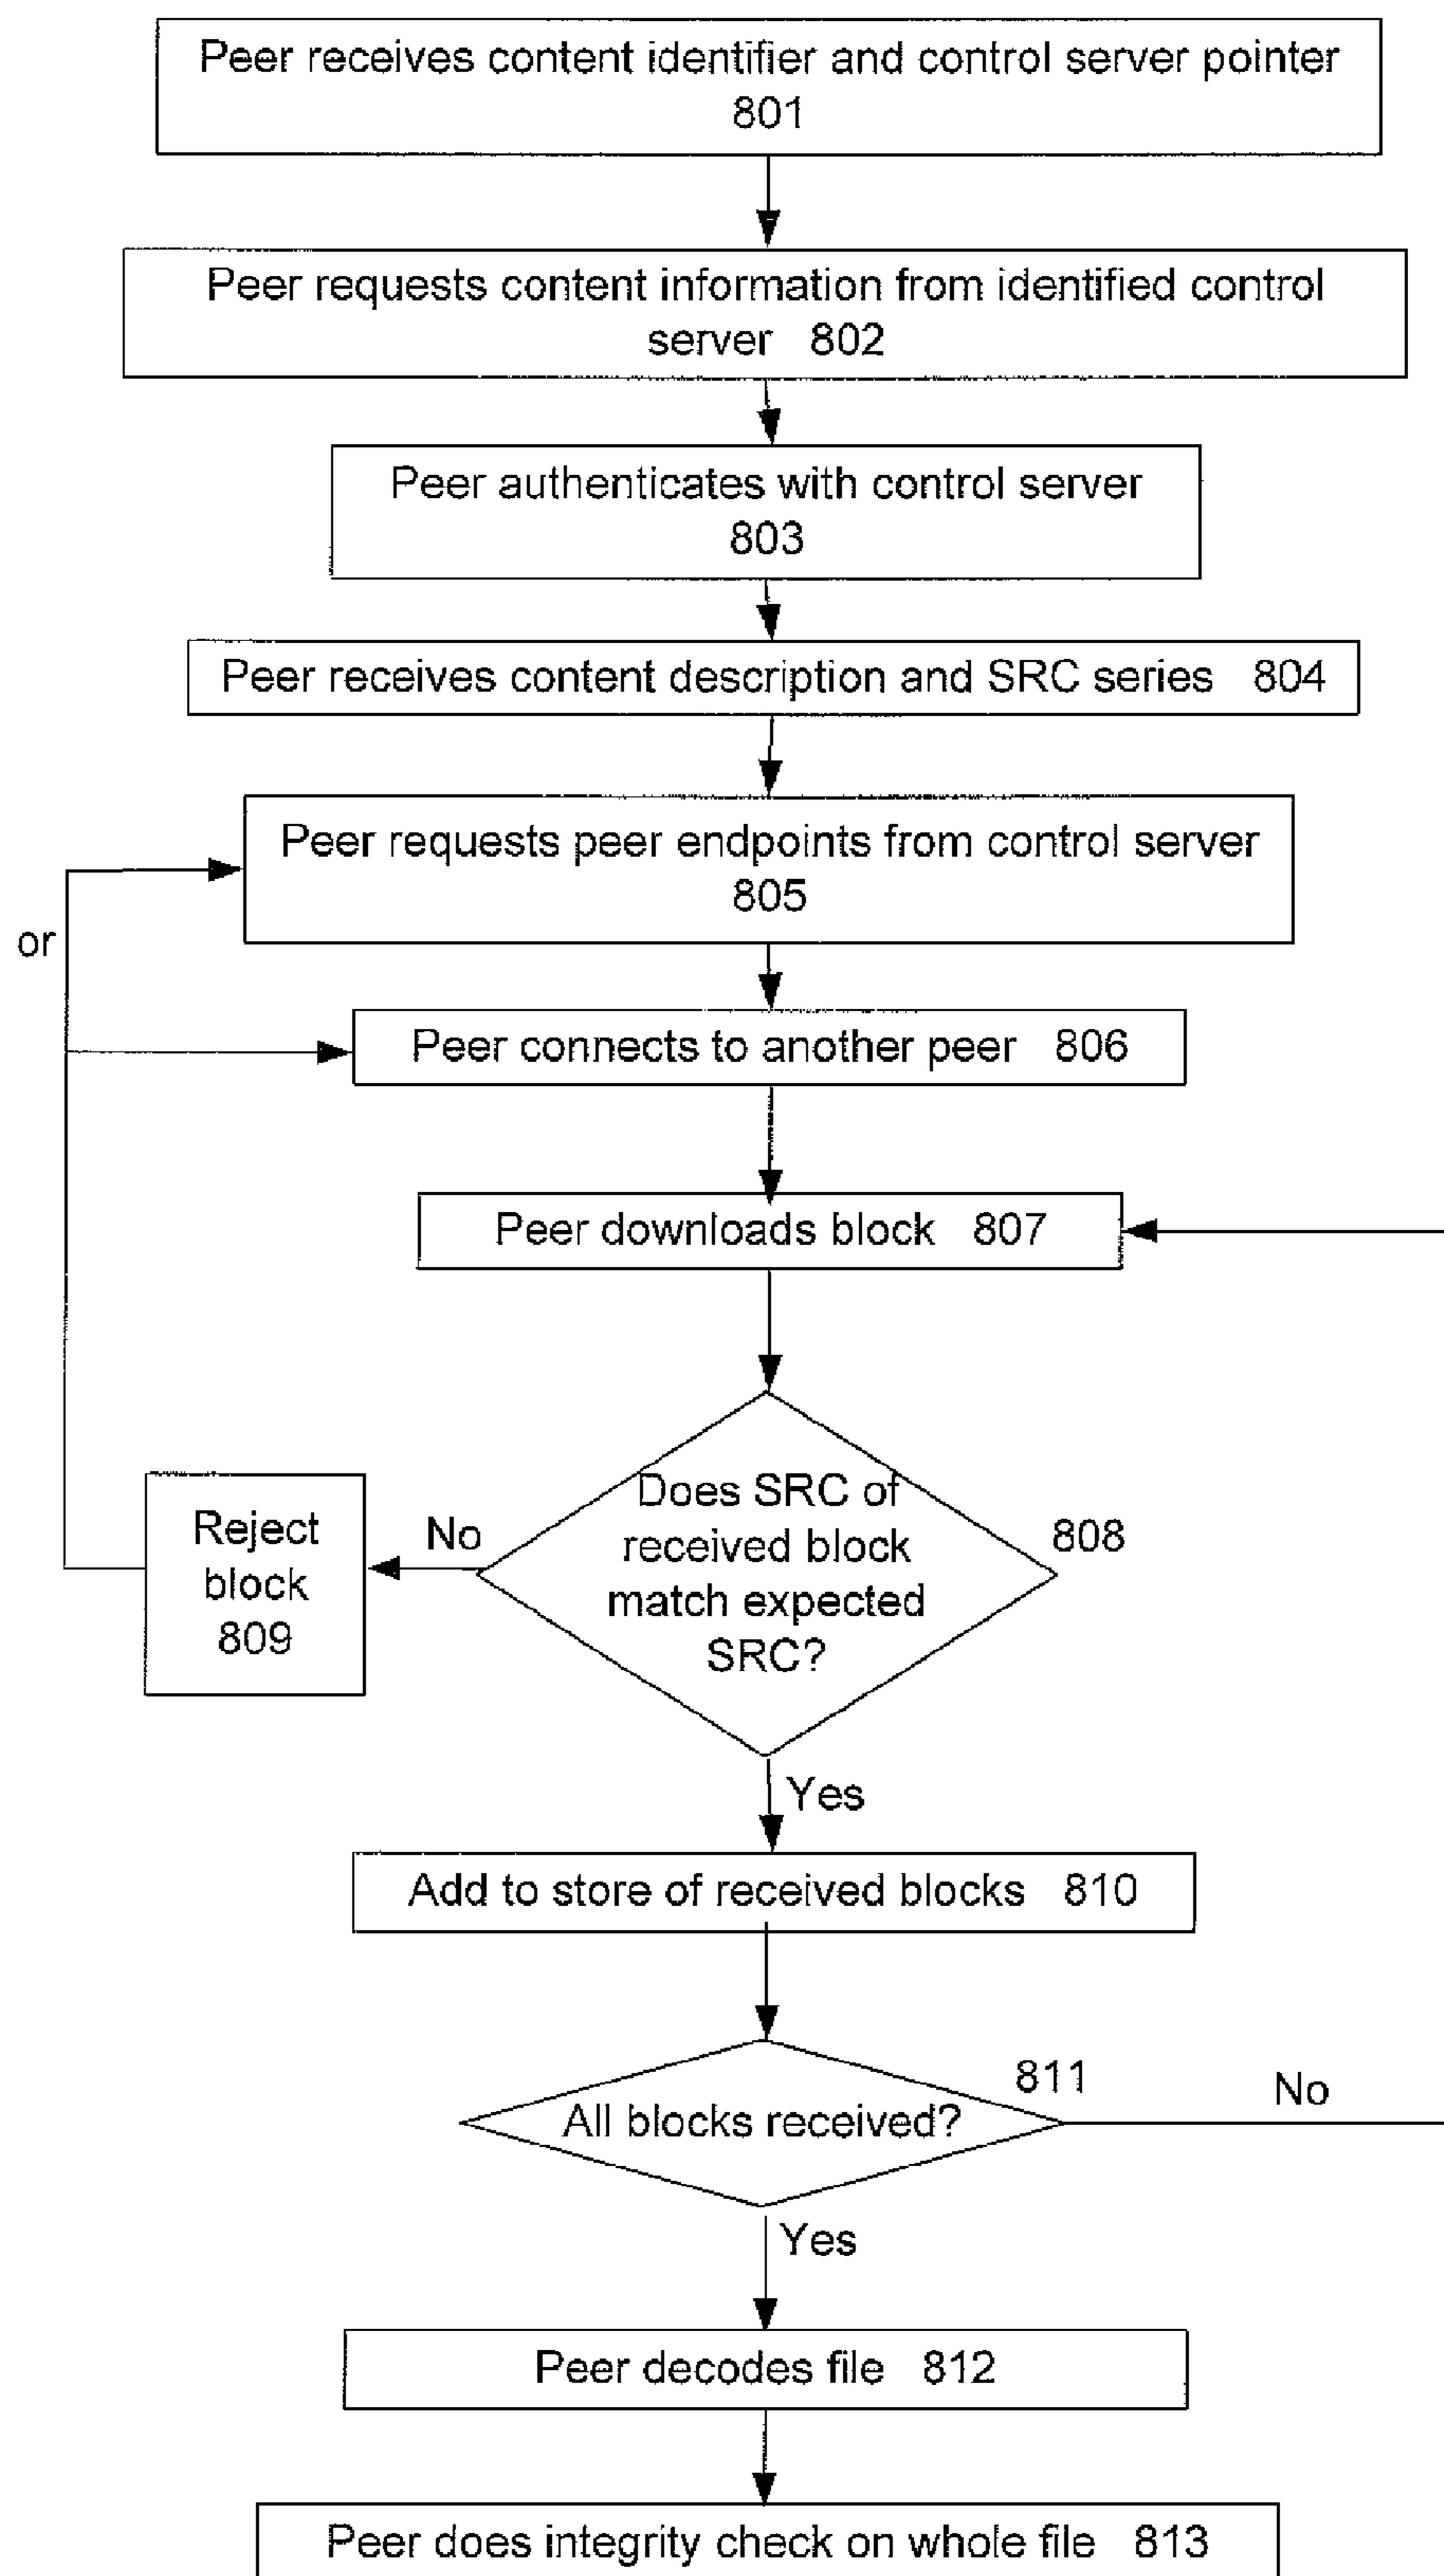 Peer receives content identifier and control server pointer
801
Peer requests content information from identified control
server 802
Peer authenticates with control server
803
Peer receives content description and SRC series 804
Peer requests peer endpoints from control server
805
or
Peer connects to another peer 806
Peer downloads block 807
Does SRC of
received block
match expected
SRC?
808
No
Reject
block
809
Yes
Add to store of received blocks 810
All blocks received?
811
No
Yes
Peer decodes file 812
Peer does integrity check on whole file 813